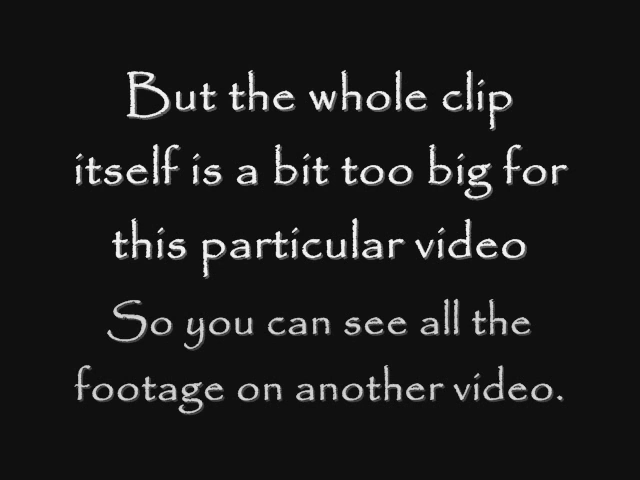 But the whole clip
itself is a bit too big for
this particular video
So you can see all the
footage on another video.